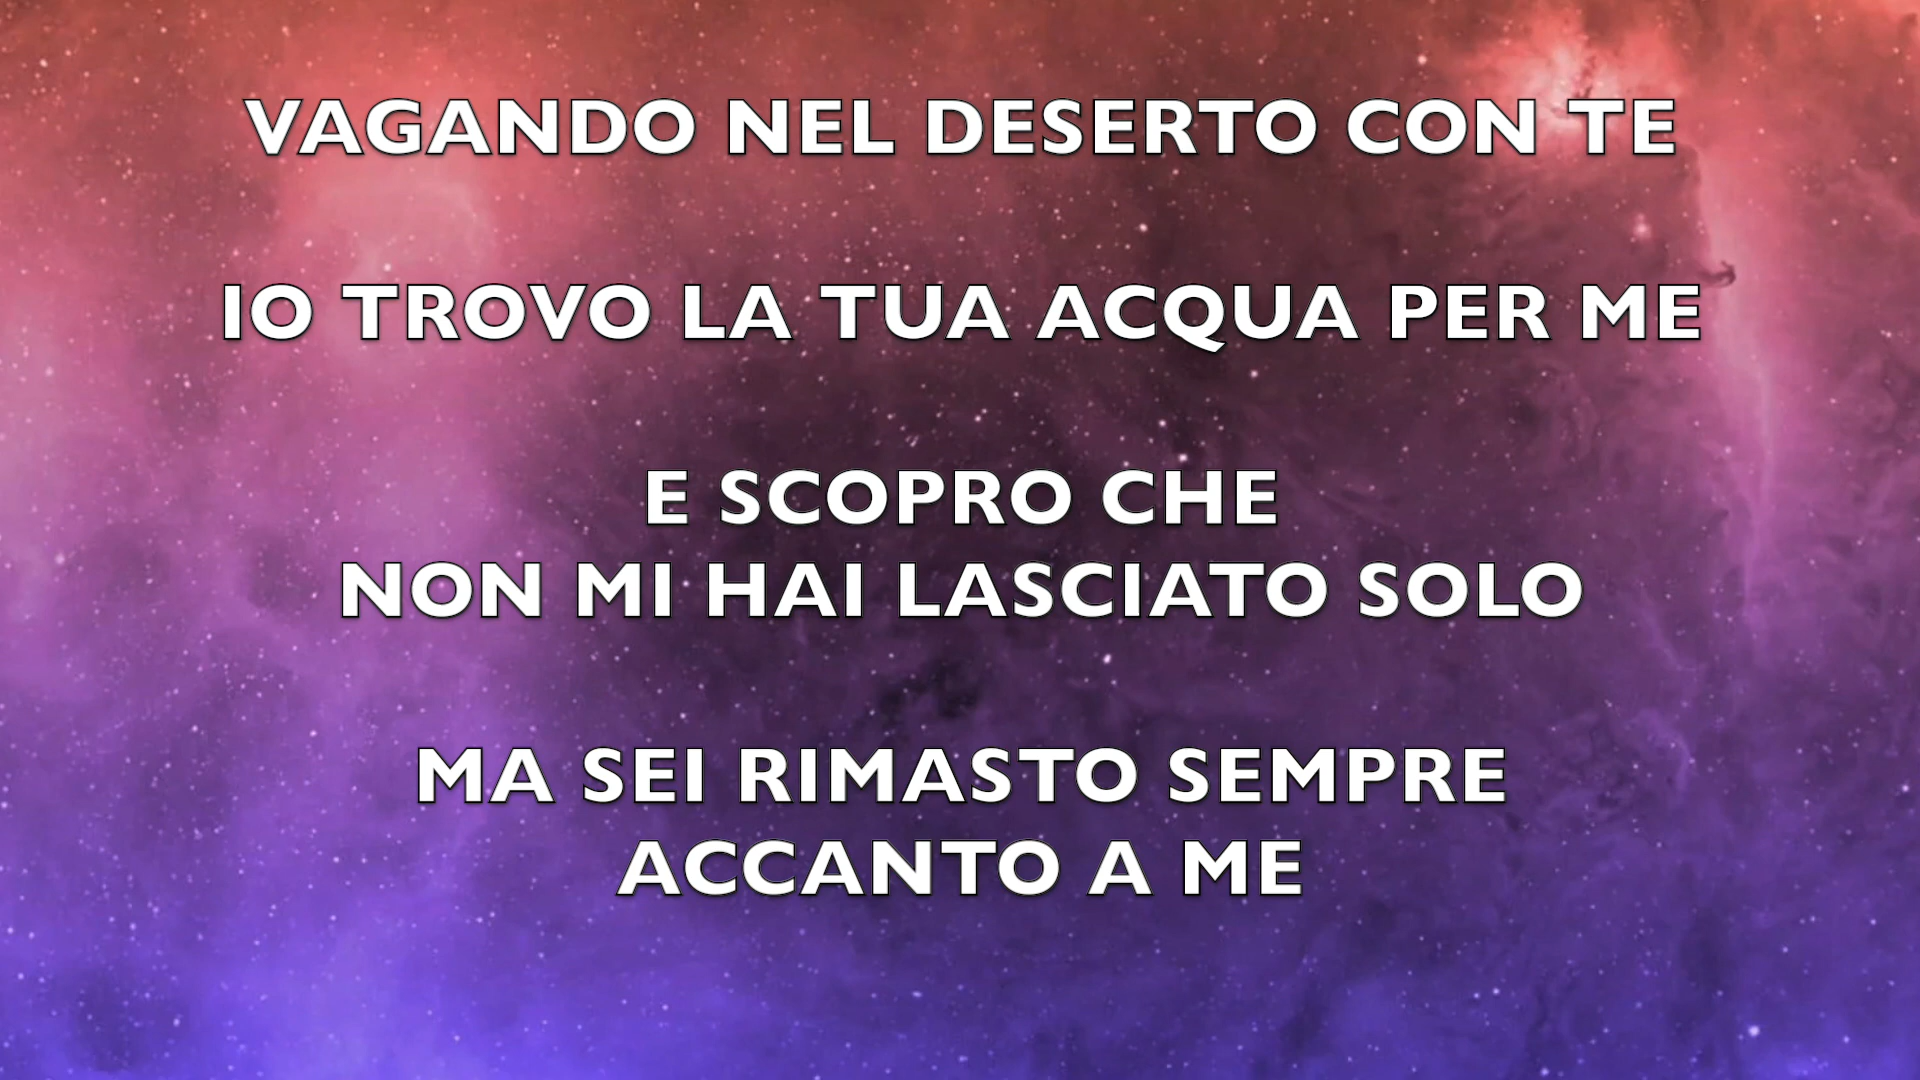 VAGANDO NEL DESERTO CON TE
IO TROVO LA TUA ACQUA PER ME
E SCOPRO CHE
NON MI HAI LASCIATO SOLO
MA SEI RIMASTO SEMPRE
ACCANTO A ME